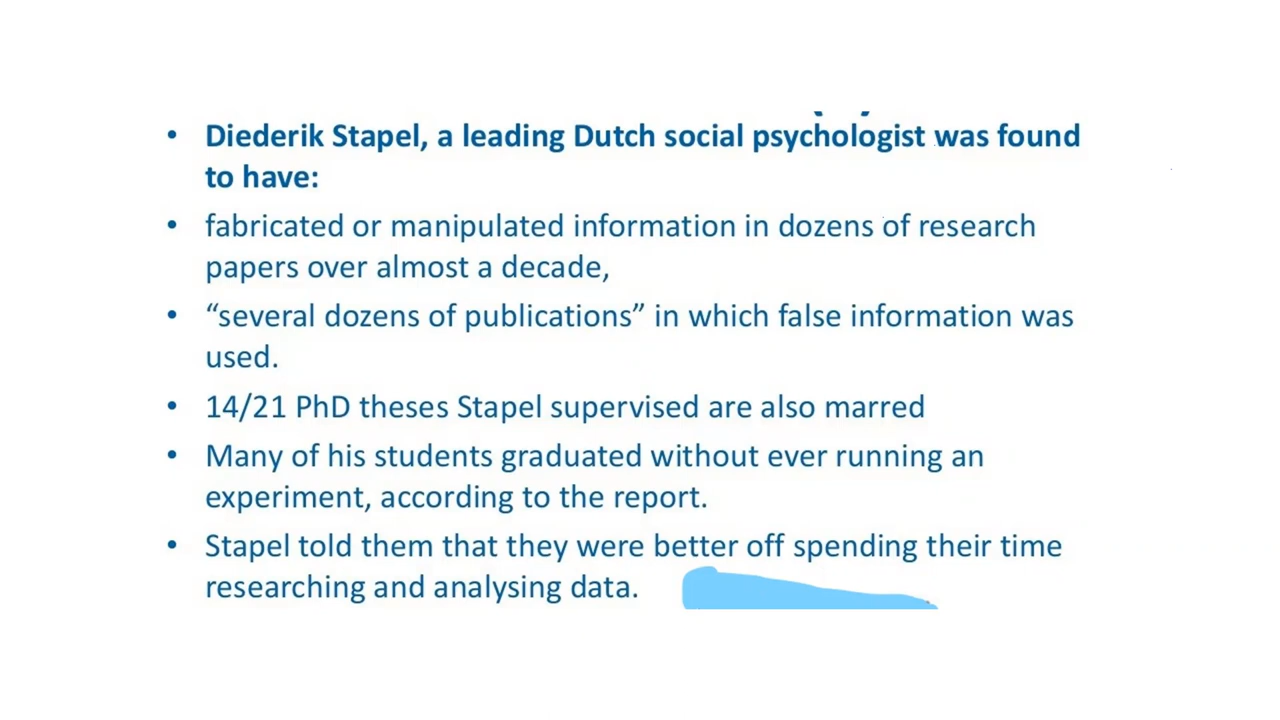 • Diederik Stapel, a leading Dutch social psychologist was found
to have:
• fabricated or manipulated information in dozens of research
papers over almost a decade,
• “several dozens of publications” in which false information was
used.
• 14/21 PhD theses Stapel supervised are also marred
• Many of his students graduated without ever running an
experiment, according to the report.
• Stapel told them that they were better off spending their time
researching and analysing data.